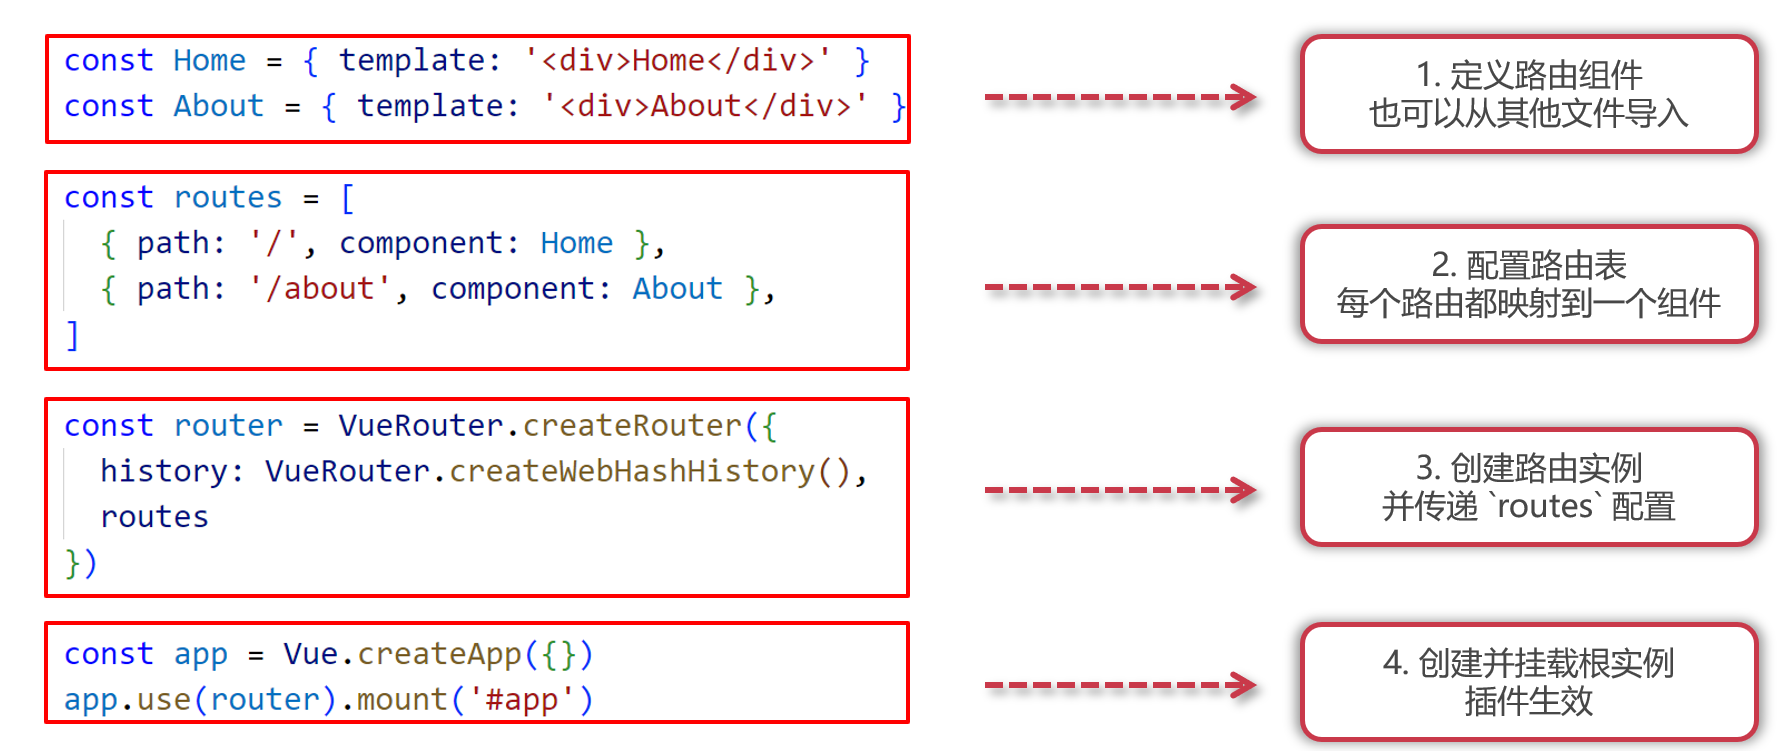 const Home = { template: '<div>Home</div>' }
const About = { template: '<div>About</div>' }
1. 定义路由组件
也可以从其他文件导入
const routes = [
  { path: '/', component: Home },
  { path: '/about', component: About },
]
2. 配置路由表
每个路由都映射到一个组件
const router = VueRouter.createRouter({
  history: VueRouter.createWebHashHistory(),
  routes
})
3. 创建路由实例
并传递 `routes` 配置
const app = Vue.createApp({})
app.use(router).mount('#app')
4. 创建并挂载根实例
插件生效